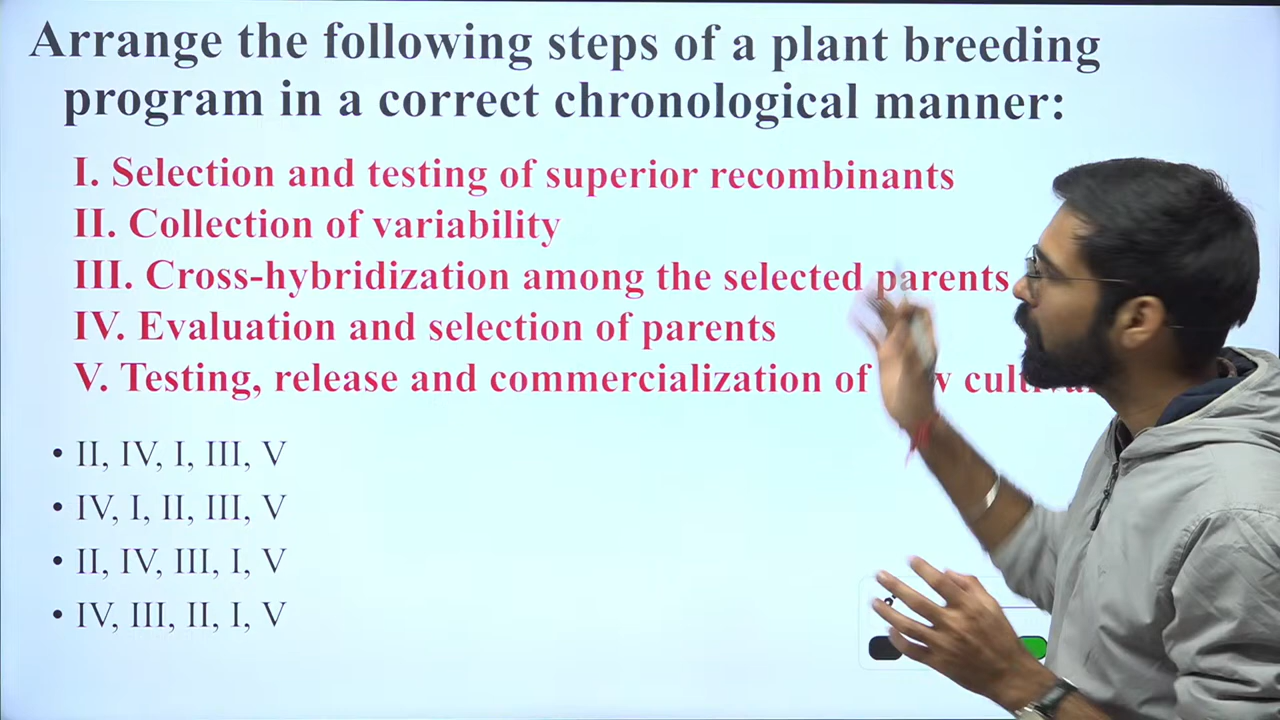 Arrange the following steps of a plant breeding
program in a correct chronological manner:
I. Selection and testing of superior recombinants
II. Collection of variability
III. Cross-hybridization among the selected parents
IV. Evaluation and selection of parents
V. Testing, release and commercialization of
• II, IV, I, III, V
• IV, I, II, III, V
• II, IV, III, I, V
• IV, III, II, I, V